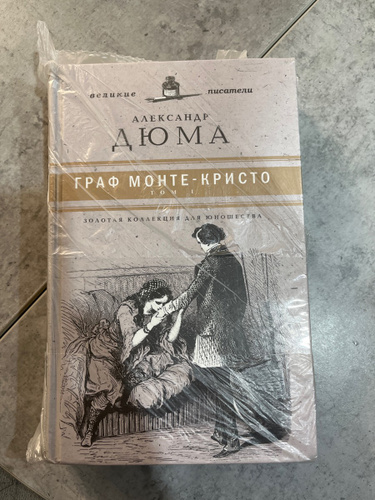 великие писатели
АЛЕКСАНДР
ДЮМА
ГРАФ МОНТЕ-КРИСТО
ТОМ 1
ЗОЛОТАЯ КОЛЛЕКЦИЯ ДЛЯ ЮНОШЕСТВА